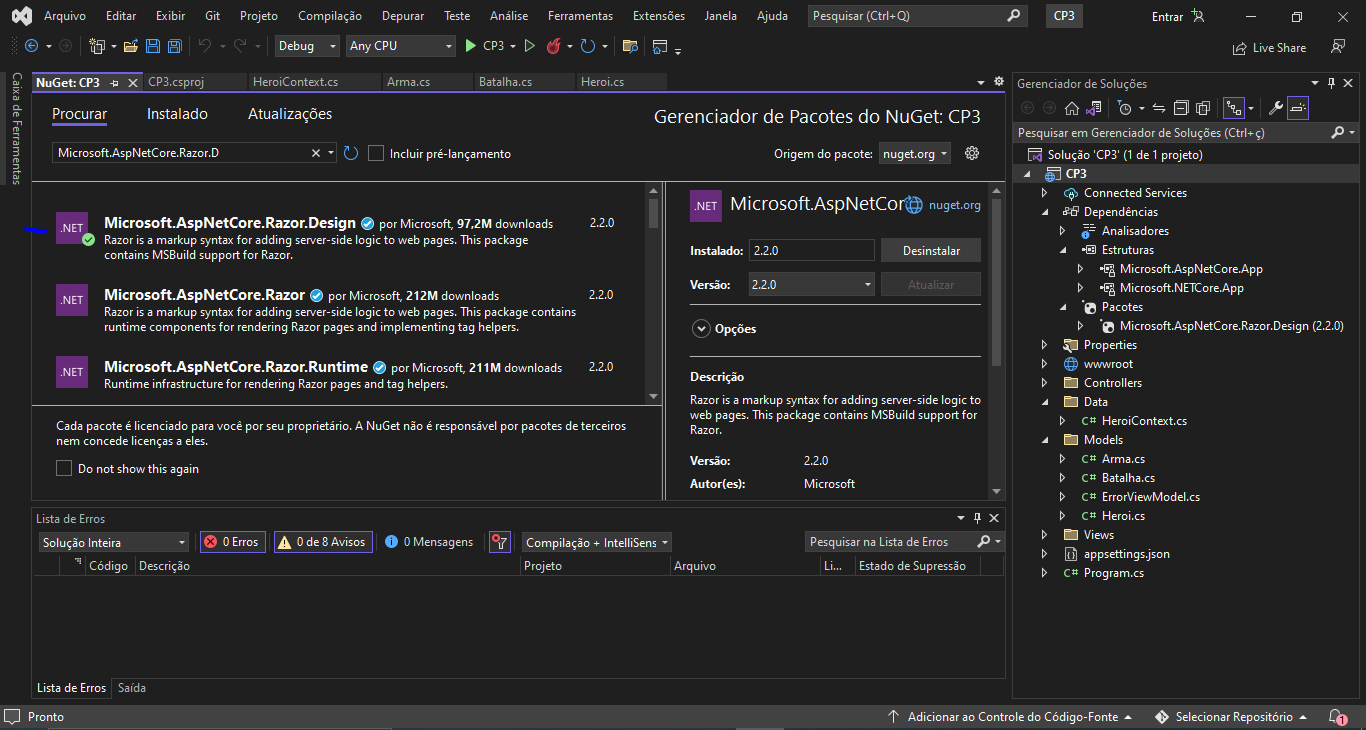 Arquivo Editar Exibir Git Projeto Compilação Depurar Teste Análise Ferramentas Extensões Janela Ajuda Pesquisar (Ctrl+Q) CP3 Entrar
Debug Any CPU CP3 Live Share
Caixa de Ferramentas
NuGet: CP3 CP3.csproj HeroiContext.cs Arma.cs Batalha.cs Heroi.cs
Procurar Instalado Atualizações
Gerenciador de Pacotes do NuGet: CP3
Microsoft.AspNetCore.Razor.D Incluir pré-lançamento
Origem do pacote: nuget.org
.NET Microsoft.AspNetCore.Razor.Design por Microsoft, 97,2M downloads 2.2.0
Razor is a markup syntax for adding server-side logic to web pages. This package
contains MSBuild support for Razor.
.NET Microsoft.AspNetCore.Razor por Microsoft, 212M downloads 2.2.0
Razor is a markup syntax for adding server-side logic to web pages. This package contains
runtime components for rendering Razor pages and implementing tag helpers.
.NET Microsoft.AspNetCore.Razor.Runtime por Microsoft, 211M downloads 2.2.0
Runtime infrastructure for rendering Razor pages and tag helpers.
Cada pacote é licenciado para você por seu proprietário. A NuGet não é responsável por pacotes de terceiros
nem concede licenças a eles.
Do not show this again
.NET Microsoft.AspNetCor nuget.org
Instalado: 2.2.0 Desinstalar
Versão: 2.2.0 Atualizar
Opções
Descrição
Razor is a markup syntax for adding server-side logic to
web pages. This package contains MSBuild support for
Razor.
Versão: 2.2.0
Autor(es): Microsoft
Lista de Erros
Solução Inteira 0 Erros 0 de 8 Avisos 0 Mensagens Compilação + IntelliSens Pesquisar na Lista de Erros
Código Descrição Projeto Arquivo Li... Estado de Supressão
Lista de Erros Saída
Gerenciador de Soluções
Pesquisar em Gerenciador de Soluções (Ctrl+ç)
Solução 'CP3' (1 de 1 projeto)
CP3
Connected Services
Dependências
Analisadores
Estruturas
Microsoft.AspNetCore.App
Microsoft.NETCore.App
Pacotes
Microsoft.AspNetCore.Razor.Design (2.2.0)
Properties
wwwroot
Controllers
Data
C# HeroiContext.cs
Models
C# Arma.cs
C# Batalha.cs
C# ErrorViewModel.cs
C# Heroi.cs
Views
appsettings.json
C# Program.cs
Pronto Adicionar ao Controle do Código-Fonte Selecionar Repositório 1